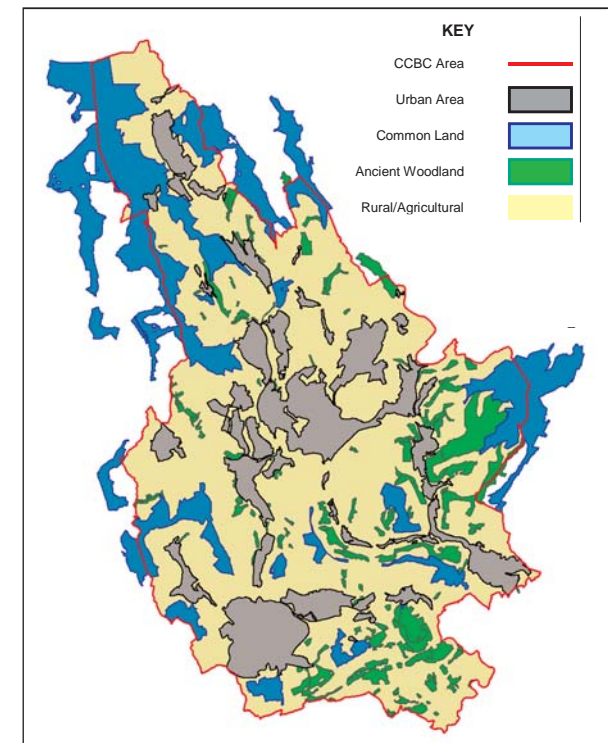 KEY
CCBC Area
Urban Area
Common Land
Ancient Woodland
Rural/Agricultural